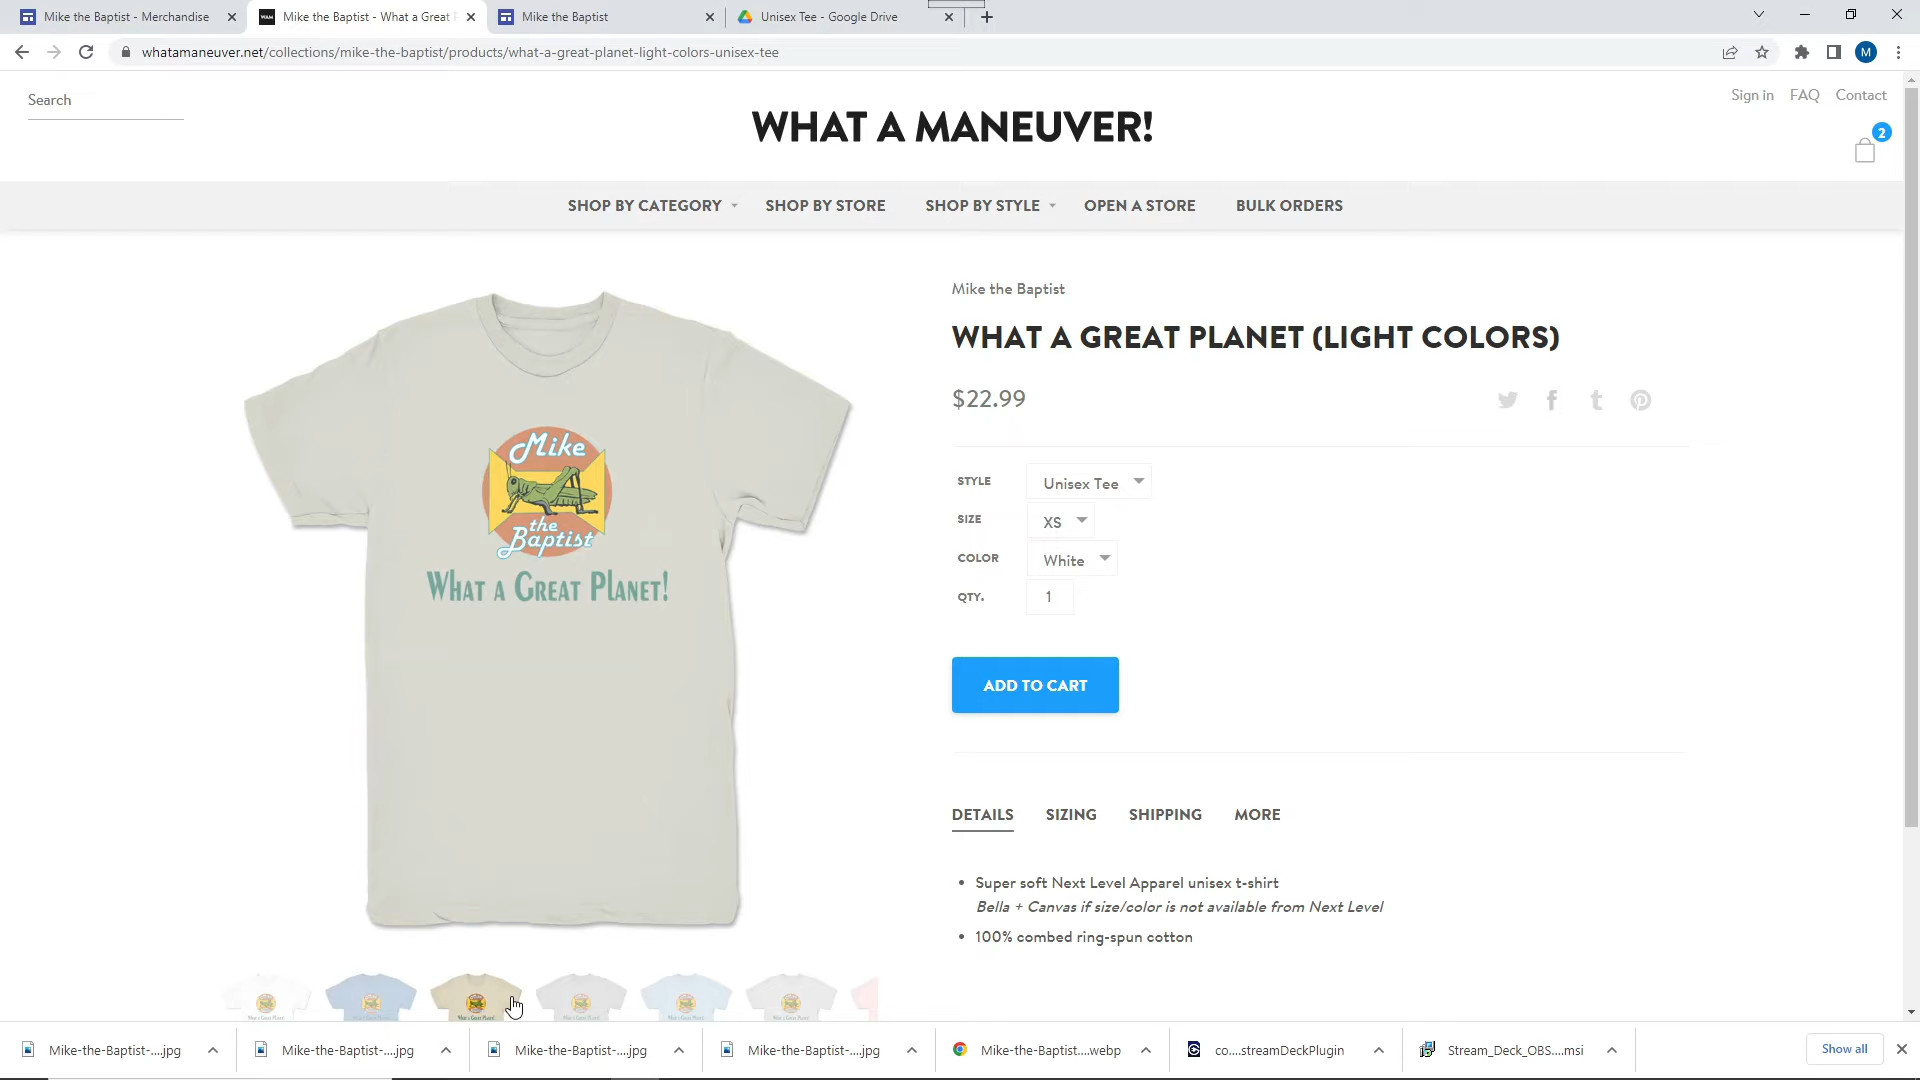 Mike the Baptist - Merchandise
Mike the Baptist - What a Great P
Mike the Baptist
Unisex Tee - Google Drive
whatamaneuver.net/collections/mike-the-baptist/products/what-a-great-planet-light-colors-unisex-tee
M
Search
WHAT A MANEUVER!
Sign in FAQ Contact
2
SHOP BY CATEGORY SHOP BY STORE SHOP BY STYLE OPEN A STORE BULK ORDERS
Mike
the
Baptist
What a Great Planet!
Mike the Baptist
WHAT A GREAT PLANET (LIGHT COLORS)
$22.99
STYLE Unisex Tee
SIZE XS
COLOR White
QTY. 1
ADD TO CART
DETAILS SIZING SHIPPING MORE
• Super soft Next Level Apparel unisex t-shirt
Bella + Canvas if size/color is not available from Next Level
• 100% combed ring-spun cotton
Mike-the-Baptist-....jpg
Mike-the-Baptist-....jpg
Mike-the-Baptist-....jpg
Mike-the-Baptist-....jpg
Mike-the-Baptist....webp
co....streamDeckPlugin
Stream_Deck_OBS....msi
Show all